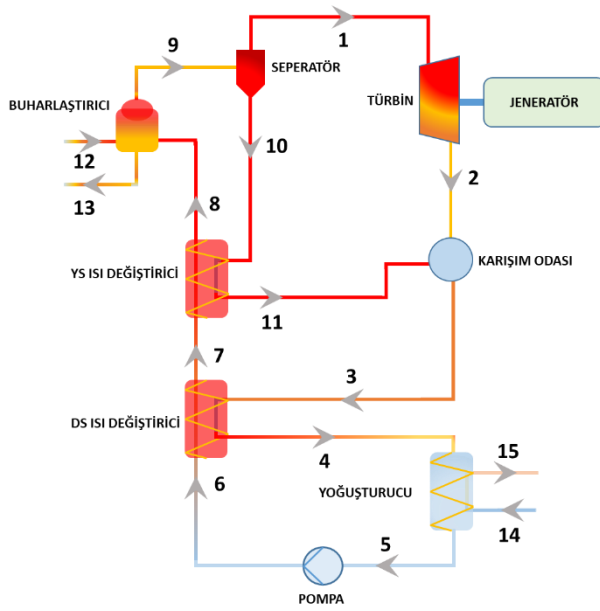 1
9
SEPERATÖR
BUHARLAŞTIRICI
TÜRBİN
JENERATÖR
12
10
13
2
8
YS ISI DEĞİŞTİRİCİ
KARIŞIM ODASI
11
7
3
DS ISI DEĞİŞTİRİCİ
4
15
6
YOĞUŞTURUCU
14
5
POMPA